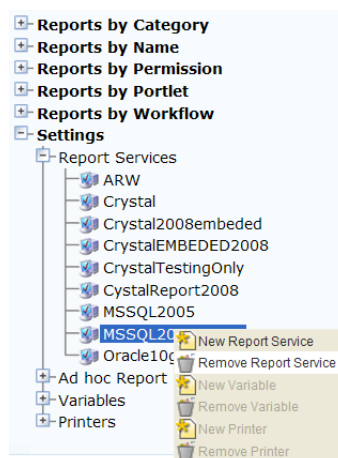 Reports by Category
Reports by Name
Reports by Permission
Reports by Portlet
Reports by Workflow
Settings
Report Services
ARW
Crystal
Crystal2008embeded
CrystalEMBEDED2008
CrystalTestingOnly
CystalReport2008
MSSQL2005
MSSQL20
Oracle10
Ad hoc Report
Variables
Printers
New Report Service
Remove Report Service
New Variable
Remove Variable
New Printer
Remove Printer